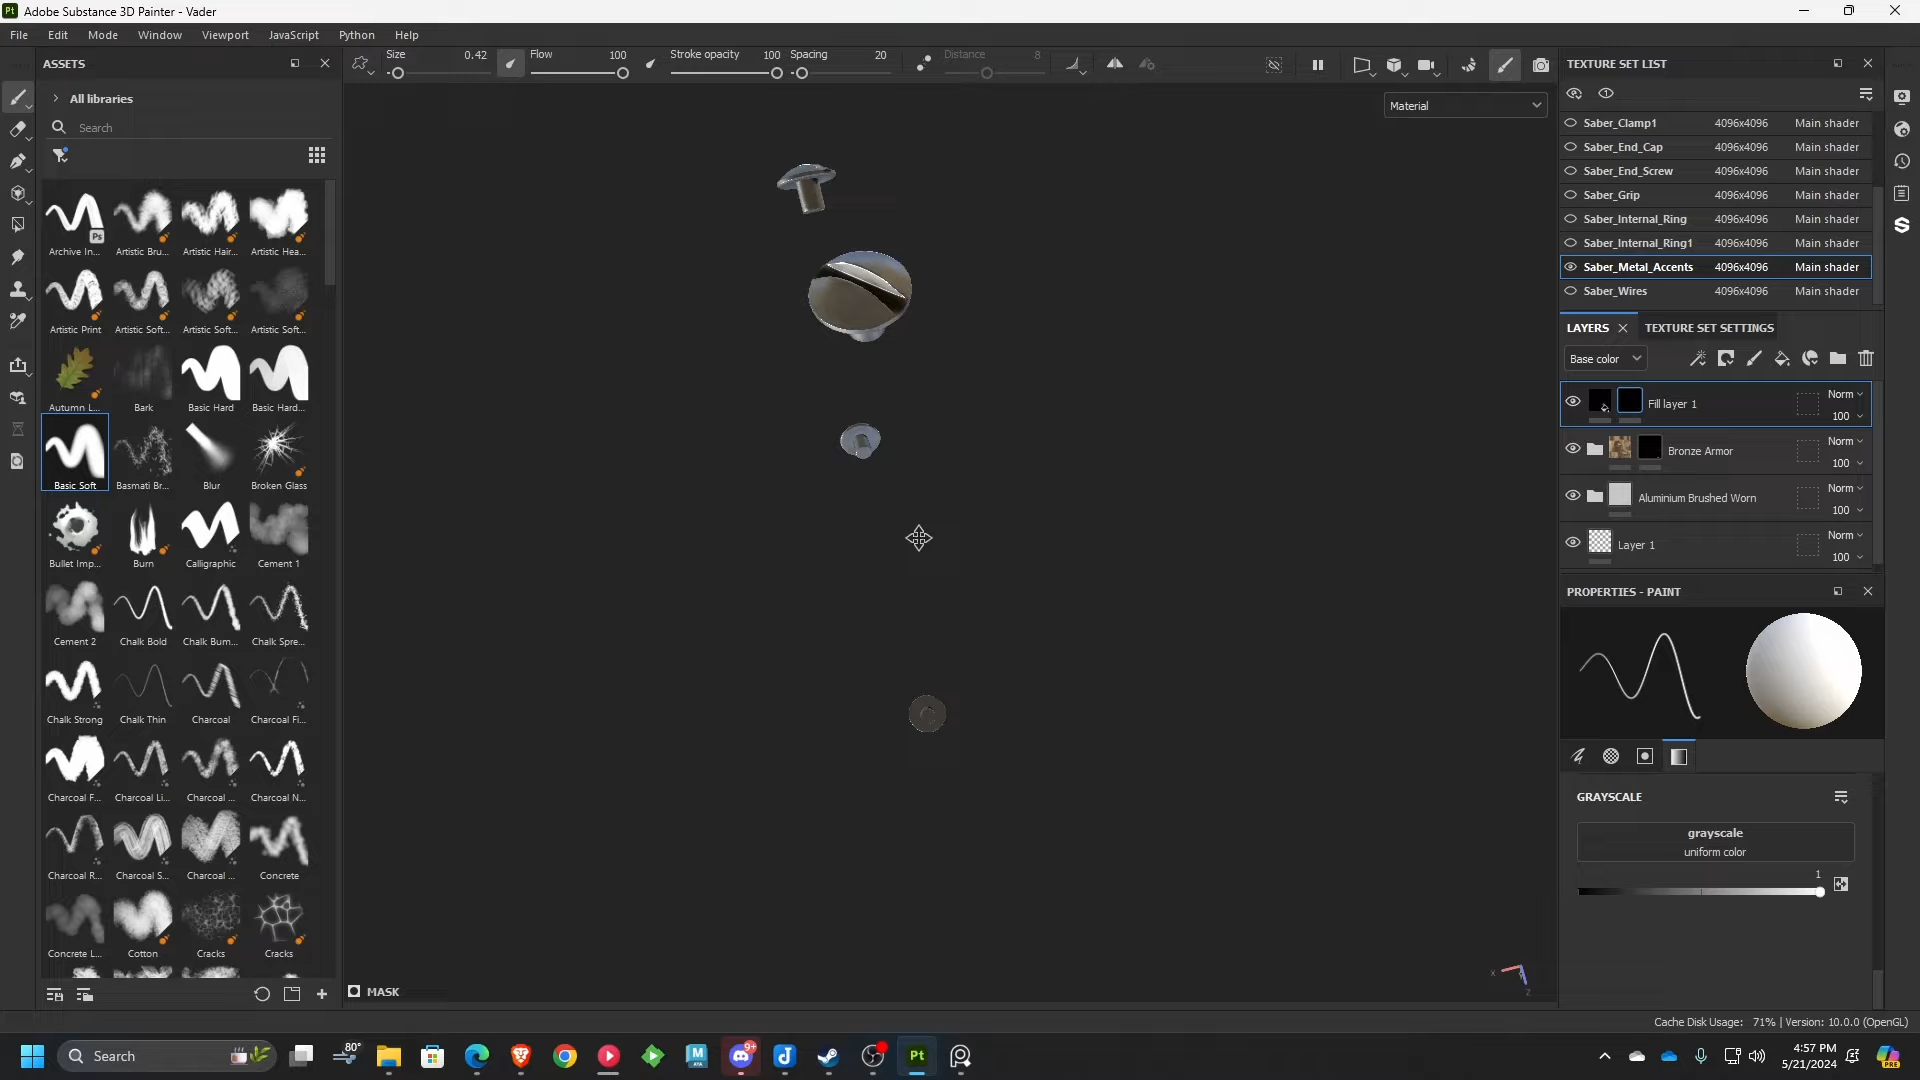 Adobe Substance 3D Painter - Vader
File Edit Mode Window Viewport JavaScript Python Help
ASSETS
All libraries
Search
Archive In... Artistic Bru... Artistic Hair... Artistic Hea...
Artistic Print Artistic Soft... Artistic Soft... Artistic Soft...
Autumn L... Bark Basic Hard Basic Hard...
Basic Soft Basmati Br... Blur Broken Glass
Bullet Imp... Burn Calligraphic Cement 1
Cement 2 Chalk Bold Chalk Bum... Chalk Spre...
Chalk Strong Chalk Thin Charcoal Charcoal Fi...
Charcoal F... Charcoal Li... Charcoal ... Charcoal N...
Charcoal R... Charcoal S... Charcoal ... Concrete
Concrete L... Cotton Cracks Cracks
Size 0.42 Flow 100 Stroke opacity 100 Spacing 20 Distance 8
Material
MASK
X
Z
TEXTURE SET LIST
Saber_Clamp1 4096x4096 Main shader
Saber_End_Cap 4096x4096 Main shader
Saber_End_Screw 4096x4096 Main shader
Saber_Grip 4096x4096 Main shader
Saber_Internal_Ring 4096x4096 Main shader
Saber_Internal_Ring1 4096x4096 Main shader
Saber_Metal_Accents 4096x4096 Main shader
Saber_Wires 4096x4096 Main shader
LAYERS TEXTURE SET SETTINGS
Base color
Fill layer 1 Norm 100
Bronze Armor Norm 100
Aluminium Brushed Worn Norm 100
Layer 1 Norm 100
PROPERTIES - PAINT
GRAYSCALE
grayscale
uniform color
1
Cache Disk Usage: 71% | Version: 10.0.0 (OpenGL)
Search
80°
9+
4:57 PM
5/21/2024